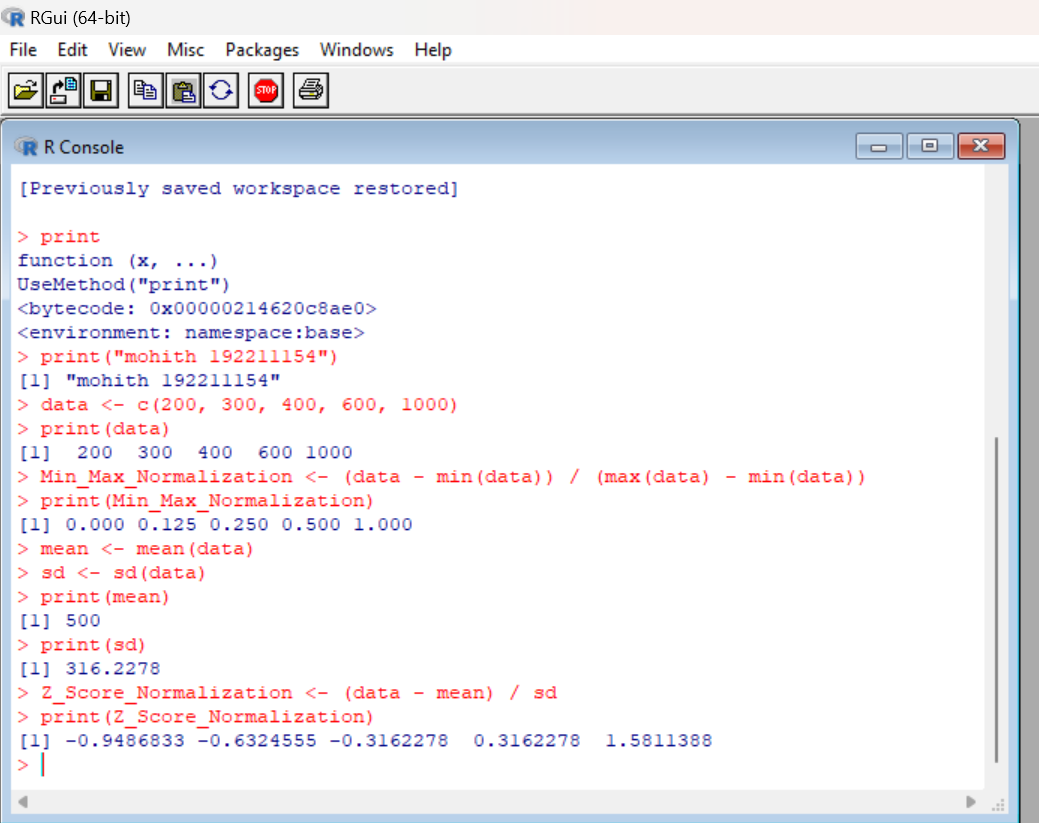 RGui (64-bit)
File Edit View Misc Packages Windows Help
STOP
R Console
[Previously saved workspace restored]
> print
function (x, ...)
UseMethod("print")
<bytecode: 0x00000214620c8ae0>
<environment: namespace:base>
> print("mohith 192211154")
[1] "mohith 192211154"
> data <- c(200, 300, 400, 600, 1000)
> print(data)
[1]  200  300  400  600 1000
> Min_Max_Normalization <- (data - min(data)) / (max(data) - min(data))
> print(Min_Max_Normalization)
[1] 0.000 0.125 0.250 0.500 1.000
> mean <- mean(data)
> sd <- sd(data)
> print(mean)
[1] 500
> print(sd)
[1] 316.2278
> Z_Score_Normalization <- (data - mean) / sd
> print(Z_Score_Normalization)
[1] -0.9486833 -0.6324555 -0.3162278  0.3162278  1.5811388
>